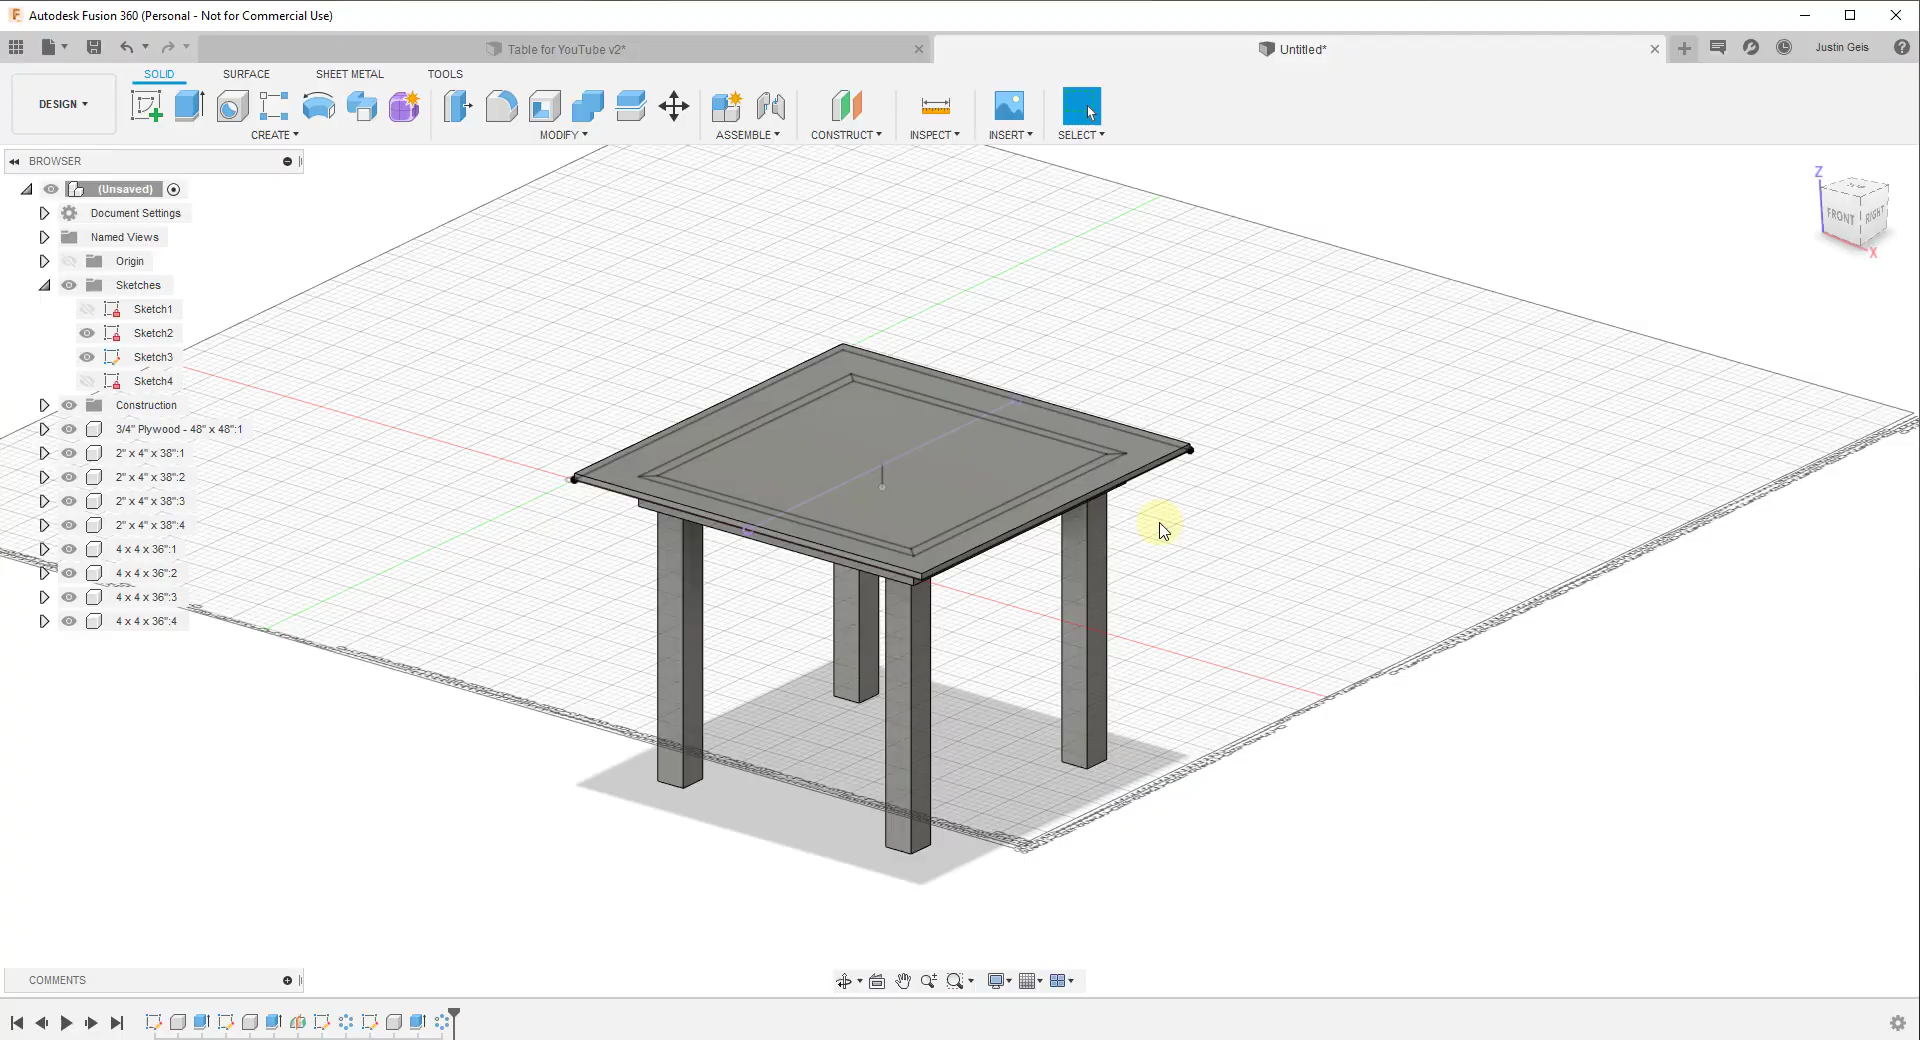 Autodesk Fusion 360 (Personal - Not for Commercial Use)
Table for YouTube v2*
Untitled*
Justin Geis
DESIGN
SOLID
SURFACE
SHEET METAL
TOOLS
CREATE
MODIFY
ASSEMBLE
CONSTRUCT
INSPECT
INSERT
SELECT
BROWSER
(Unsaved)
Document Settings
Named Views
Origin
Sketches
Sketch1
Sketch2
Sketch3
Sketch4
Construction
3/4" Plywood - 48" x 48":1
2" x 4" x 38":1
2" x 4" x 38":2
2" x 4" x 38":3
2" x 4" x 38":4
4 x 4 x 36":1
4 x 4 x 36":2
4 x 4 x 36":3
4 x 4 x 36":4
Z
FRONT
RIGHT
X
COMMENTS